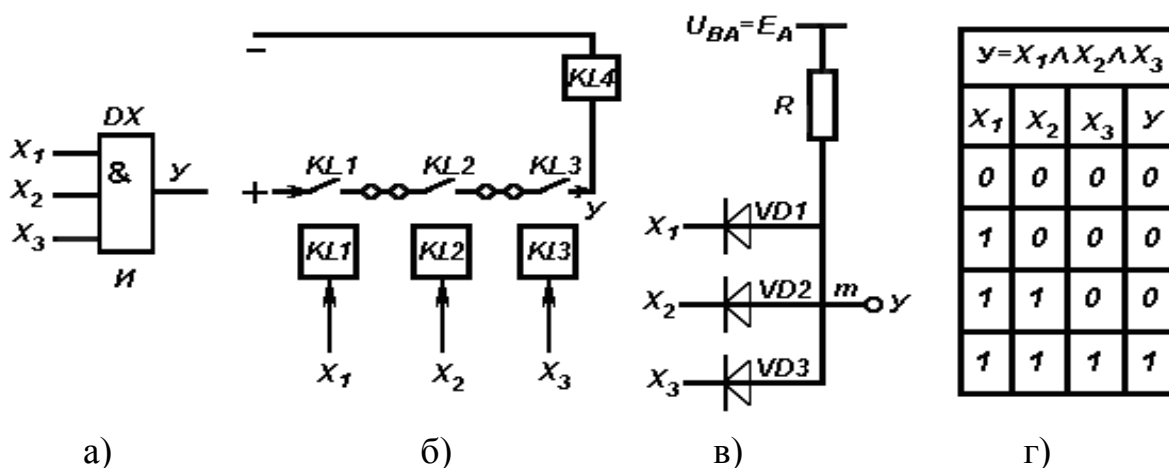 DX
X1
X2
X3
&
У
И
−
KL4
KL1
KL2
KL3
+
У
KL1
KL2
KL3
X1
X2
X3
UВА=EА
R
X1
VD1
X2
VD2
m
У
X3
VD3
У=X1∧X2∧X3
X1 X2 X3 У
0 0 0 0
1 0 0 0
1 1 0 0
1 1 1 1
а) б) в) г)